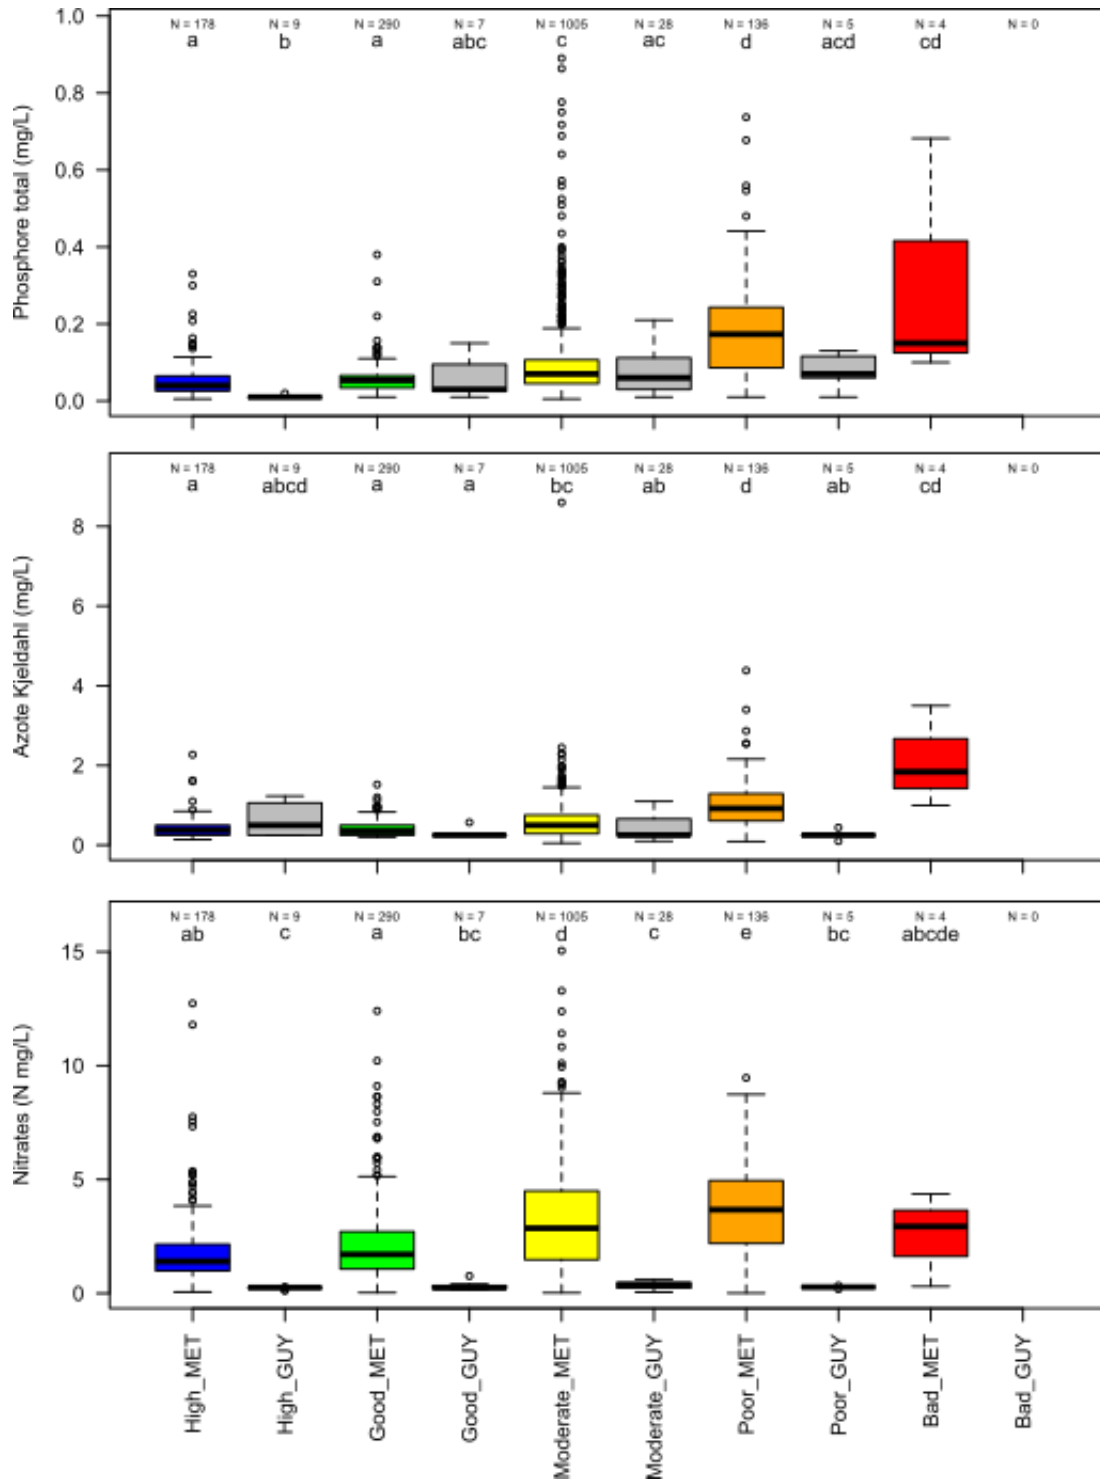 Phosphore total (mg/L)
1.0
0.8
0.6
0.4
0.2
0.0
N = 178 N = 9 N = 290 N = 7 N = 1005 N = 28 N = 136 N = 5 N = 4 N = 0
a b a abc c ac d acd cd
Azote Kjeldahl (mg/L)
8
6
4
2
0
N = 178 N = 9 N = 290 N = 7 N = 1005 N = 28 N = 136 N = 5 N = 4 N = 0
a abcd a a bc ab d ab cd
Nitrates (N mg/L)
15
10
5
0
N = 178 N = 9 N = 290 N = 7 N = 1005 N = 28 N = 136 N = 5 N = 4 N = 0
ab c a bc d c e bc abcde
High_MET
High_GUY
Good_MET
Good_GUY
Moderate_MET
Moderate_GUY
Poor_MET
Poor_GUY
Bad_MET
Bad_GUY